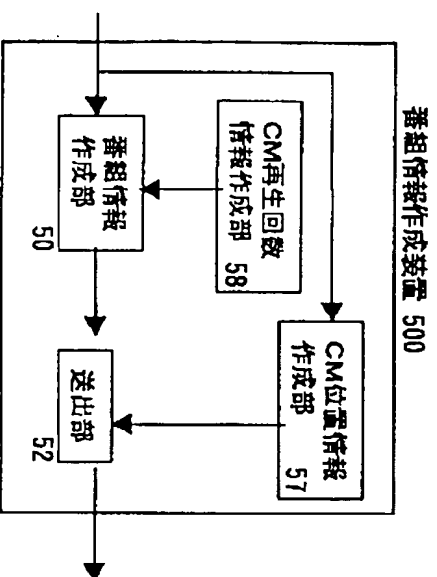 番組情報作成装置 500
CM再生回数
情報作成部 58
CM位置情報
作成部 57
番組情報
作成部
50
送出部
52